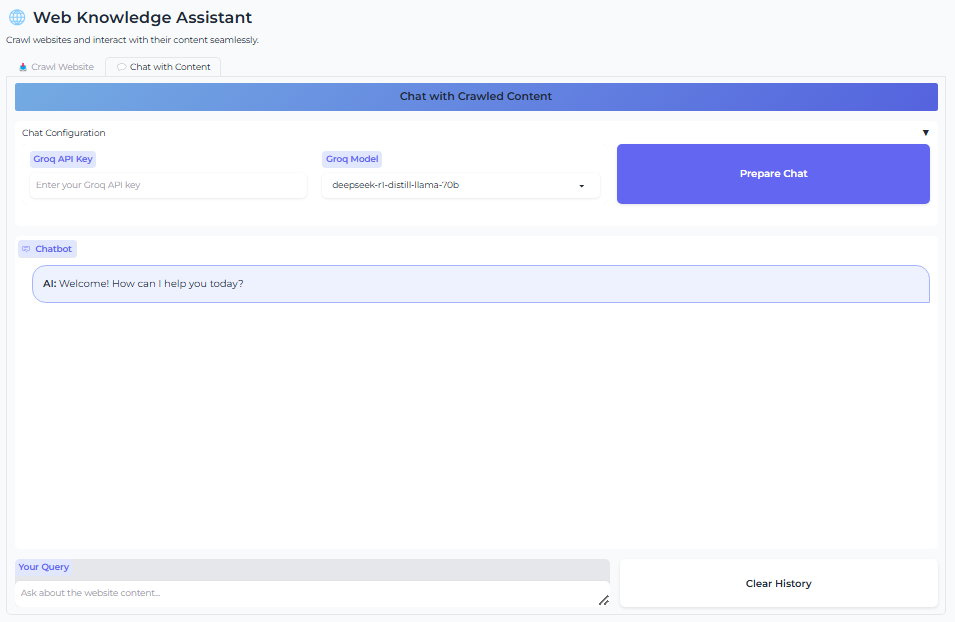 Web Knowledge Assistant
Crawl websites and interact with their content seamlessly.
Crawl Website
Chat with Content
Chat with Crawled Content
Chat Configuration
Groq API Key
Groq Model
Enter your Groq API key
deepseek-r1-distill-llama-70b
Prepare Chat
Chatbot
AI: Welcome! How can I help you today?
Your Query
Ask about the website content...
Clear History